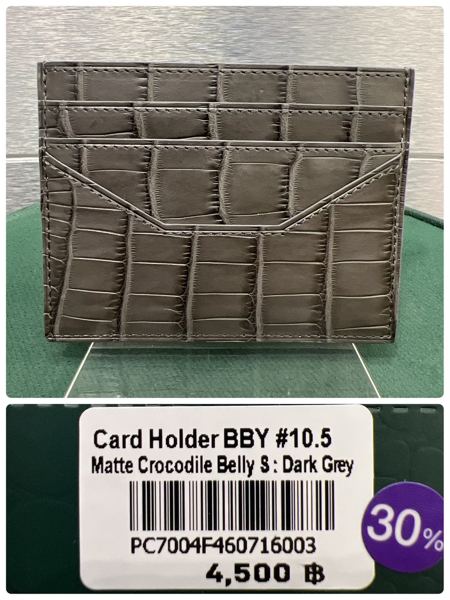 Card Holder BBY #10.5
Matte Crocodile Belly S : Dark Grey
PC7004F460716003
4,500 ฿
30%